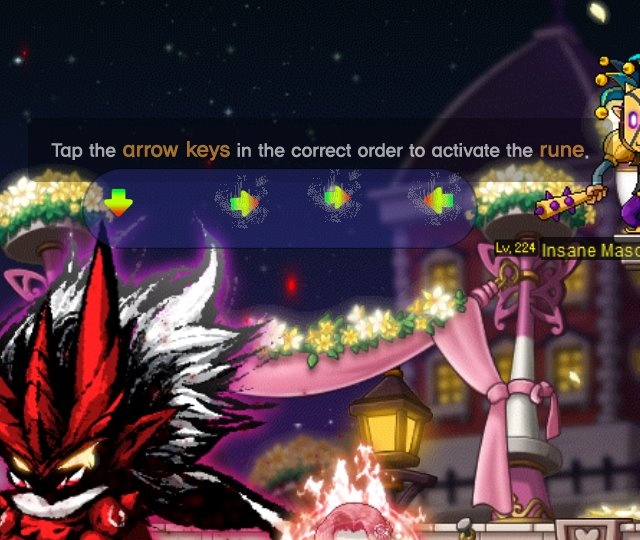 Tap the arrow keys in the correct order to activate the rune.
Lv. 224 Insane Masc